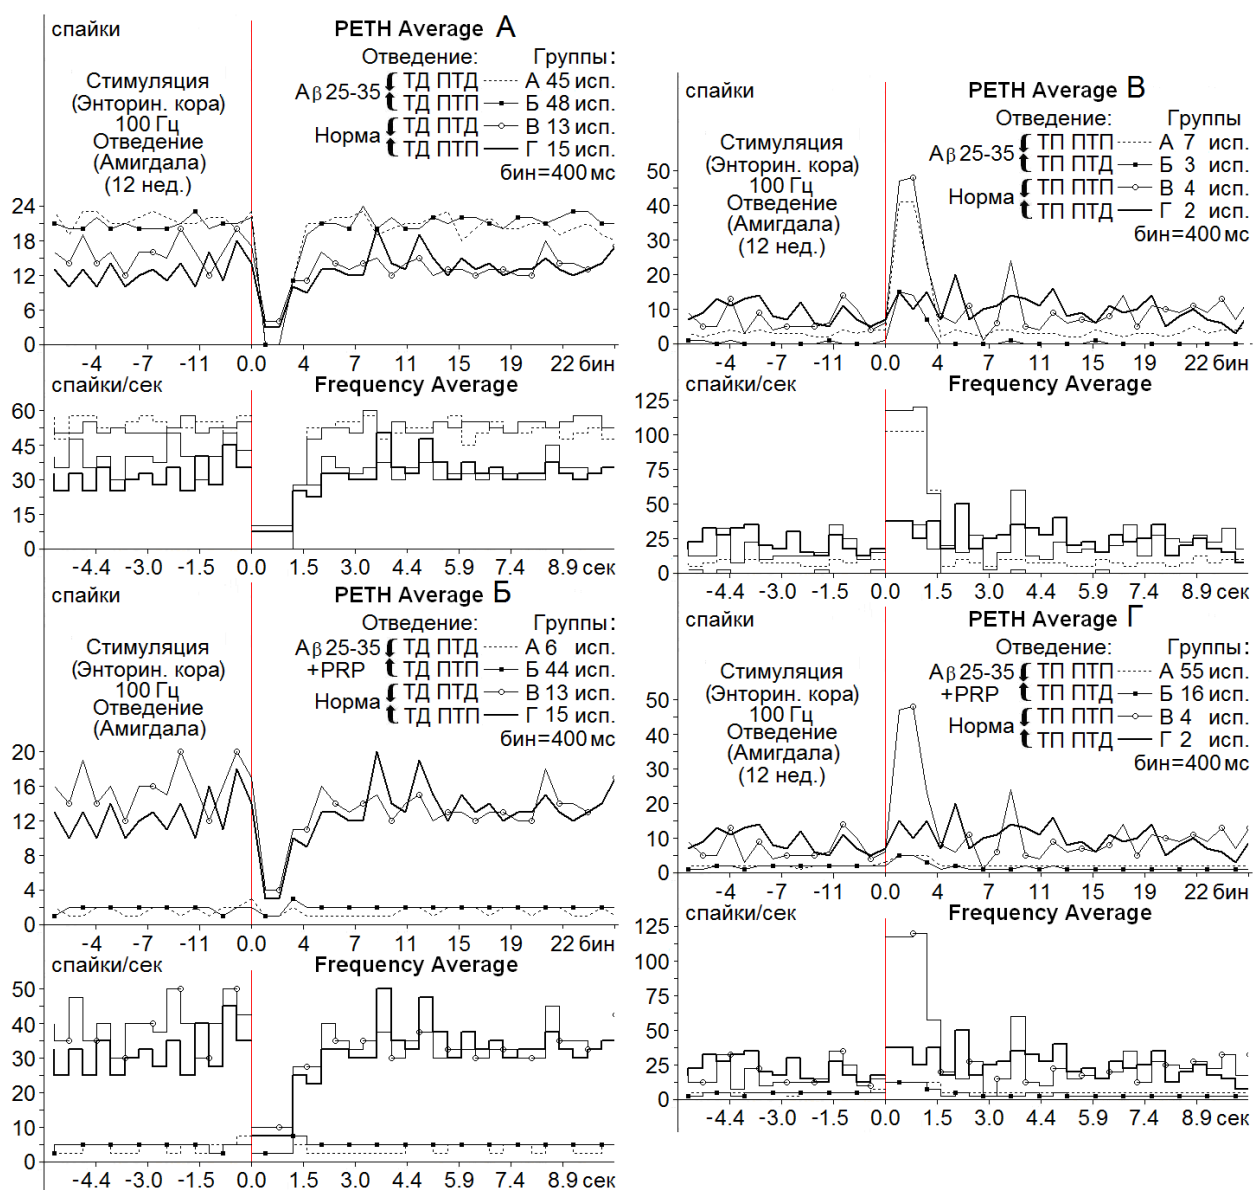 спайки
PETH Average А
Отведение: Группы:
Стимуляция
(Энторин. кора)
100 Гц
Отведение
(Амигдала)
(12 нед.)
Аβ 25-35
ТД ПТД А 45 исп.
ТД ПТП Б 48 исп.
Норма
ТД ПТД В 13 исп.
ТД ПТП Г 15 исп.
бин=400 мс
24
18
12
6
0
-4 -7 -11 0.0 4 7 11 15 19 22 бин
спайки/сек
Frequency Average
60
45
30
15
0
-4.4 -3.0 -1.5 0.0 1.5 3.0 4.4 5.9 7.4 8.9 сек
спайки
PETH Average Б
Отведение: Группы:
Стимуляция
(Энторин. кора)
100 Гц
Отведение
(Амигдала)
Аβ 25-35
+PRP
ТД ПТД А 6 исп.
ТД ПТП Б 44 исп.
Норма
ТД ПТД В 13 исп.
ТД ПТП Г 15 исп.
бин=400 мс
20
16
12
8
4
0
-4 -7 -11 0.0 4 7 11 15 19 22 бин
спайки/сек
Frequency Average
50
40
30
20
10
0
-4.4 -3.0 -1.5 0.0 1.5 3.0 4.4 5.9 7.4 8.9 сек
спайки
PETH Average В
Отведение: Группы
Стимуляция
(Энторин. кора)
100 Гц
Отведение
(Амигдала)
(12 нед.)
Аβ 25-35
ТП ПТП А 7 исп.
ТП ПТД Б 3 исп.
Норма
ТП ПТП В 4 исп.
ТП ПТД Г 2 исп.
бин=400 мс
50
40
30
20
10
0
-4 -7 -11 0.0 4 7 11 15 19 22 бин
спайки/сек
Frequency Average
125
100
75
50
25
0
-4.4 -3.0 -1.5 0.0 1.5 3.0 4.4 5.9 7.4 8.9 сек
спайки
PETH Average Г
Отведение: Группы:
Стимуляция
(Энторин. кора)
100 Гц
Отведение
(Амигдала)
(12 нед.)
Аβ 25-35
+PRP
ТП ПТП А 55 исп.
ТП ПТД Б 16 исп.
Норма
ТП ПТП В 4 исп.
ТП ПТД Г 2 исп.
бин=400 мс
50
40
30
20
10
0
-4 -7 -11 0.0 4 7 11 15 19 22 бин
спайки/сек
Frequency Average
125
100
75
50
25
0
-4.4 -3.0 -1.5 0.0 1.5 3.0 4.4 5.9 7.4 8.9 сек